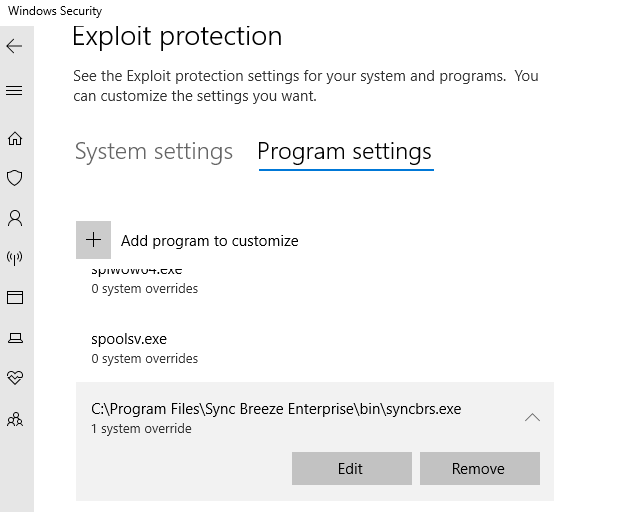 Windows Security
Exploit protection
See the Exploit protection settings for your system and programs. You
can customize the settings you want.
System settings Program settings
Add program to customize
splwow64.exe
0 system overrides
spoolsv.exe
0 system overrides
C:\Program Files\Sync Breeze Enterprise\bin\syncbrs.exe
1 system override
Edit Remove